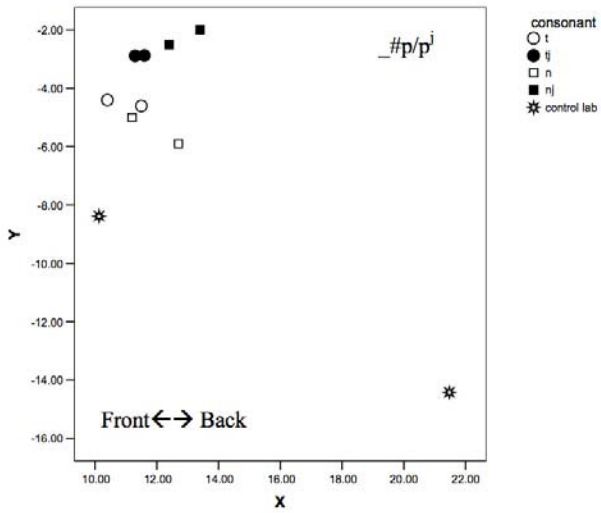 consonant
t
tj
n
nj
control lab
_#p/pʲ
-2.00
-4.00
-6.00
-8.00
-10.00
-12.00
-14.00
-16.00
Y
Front←→ Back
10.00 12.00 14.00 16.00 18.00 20.00 22.00
X